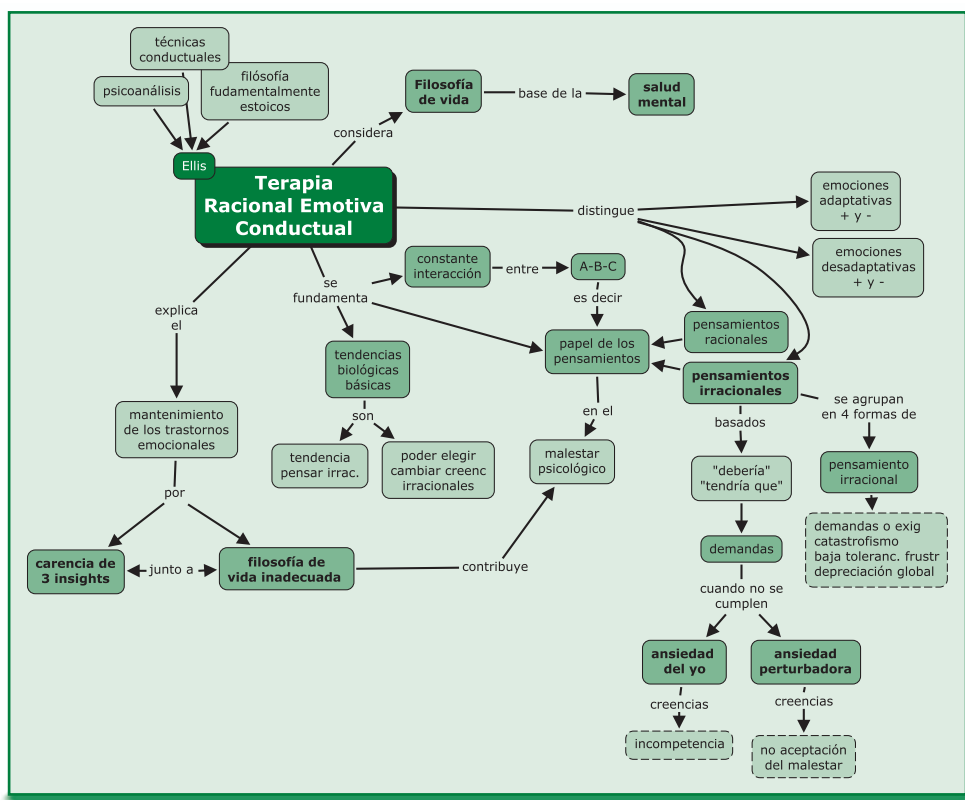 técnicas
conductuales
psicoanálisis
filósofía
fudamentalmente
estoicos
Ellis
Terapia
Racional Emotiva
Conductual
considera
Filosofía
de vida
base de la
salud
mental
distingue
emociones
adaptativas
+ y -
emociones
desadaptativas
+ y -
constante
interacción
entre
A-B-C
se
fundamenta
es decir
explica
el
pensamientos
racionales
papel de los
pensamientos
tendencias
biológicas
básicas
pensamientos
irracionales
se agrupan
en 4 formas de
mantenimiento
de los trastornos
emocionales
son
en el
basados
tendencia
pensar irrac.
poder elegir
cambiar creenc
irracionales
malestar
psicológico
"debería"
"tendría que"
pensamiento
irracional
por
demandas o exig
catastrofismo
baja toleranc. frustr
depreciación global
demandas
carencia de
3 insights
junto a
filosofía de
vida inadecuada
contribuye
cuando no se
cumplen
ansiedad
del yo
ansiedad
perturbadora
creencias
creencias
incompetencia
no aceptación
del malestar